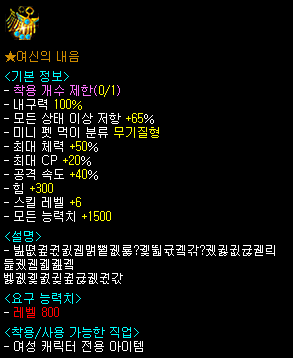 ★여신의 내음
<기본 정보>
- 착용 개수 제한(0/1)
- 내구력 100%
- 모든 상태 이상 저항 +65%
- 미니 펫 먹이 분류 무기질형
- 최대 체력 +50%
- 최대 CP +20%
- 공격 속도 +40%
- 힘 +300
- 스킬 레벨 +6
- 모든 능력치 +1500
<설명>
<요구 능력치>
- 레벨 800
<착용/사용 가능한 직업>
- 여성 캐릭터 전용 아이템